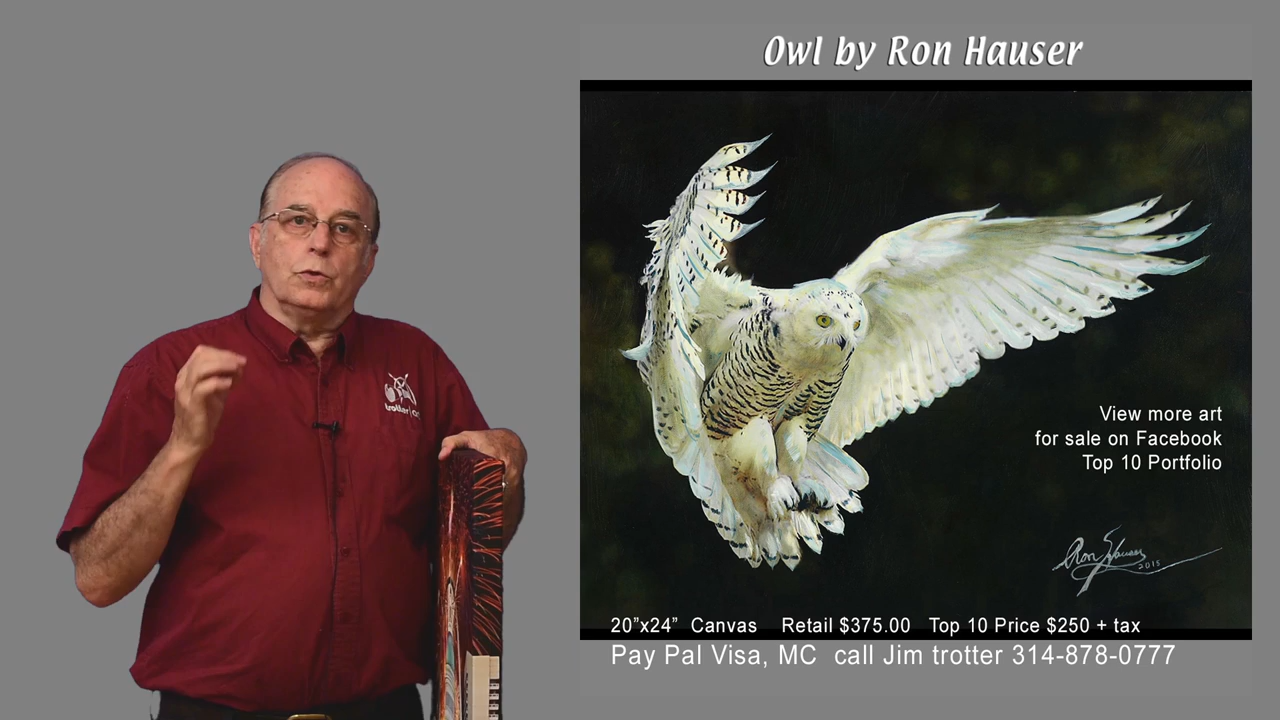 Owl by Ron Hauser
View more art
for sale on Facebook
Top 10 Portfolio
Ron Hauser
2015
20”x24” Canvas Retail $375.00 Top 10 Price $250 + tax
Pay Pal Visa, MC call Jim trotter 314-878-0777